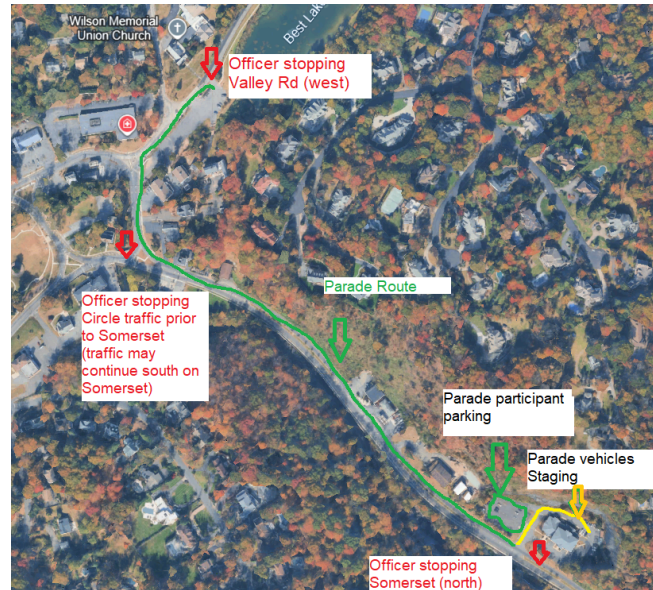 Wilson Memorial
Union Church
Best Lake
Officer stopping
Valley Rd (west)
Officer stopping
Circle traffic prior
to Somerset
(traffic may
continue south on
Somerset)
Parade Route
Parade participant
parking
Parade vehicles
Staging
Officer stopping
Somerset (north)